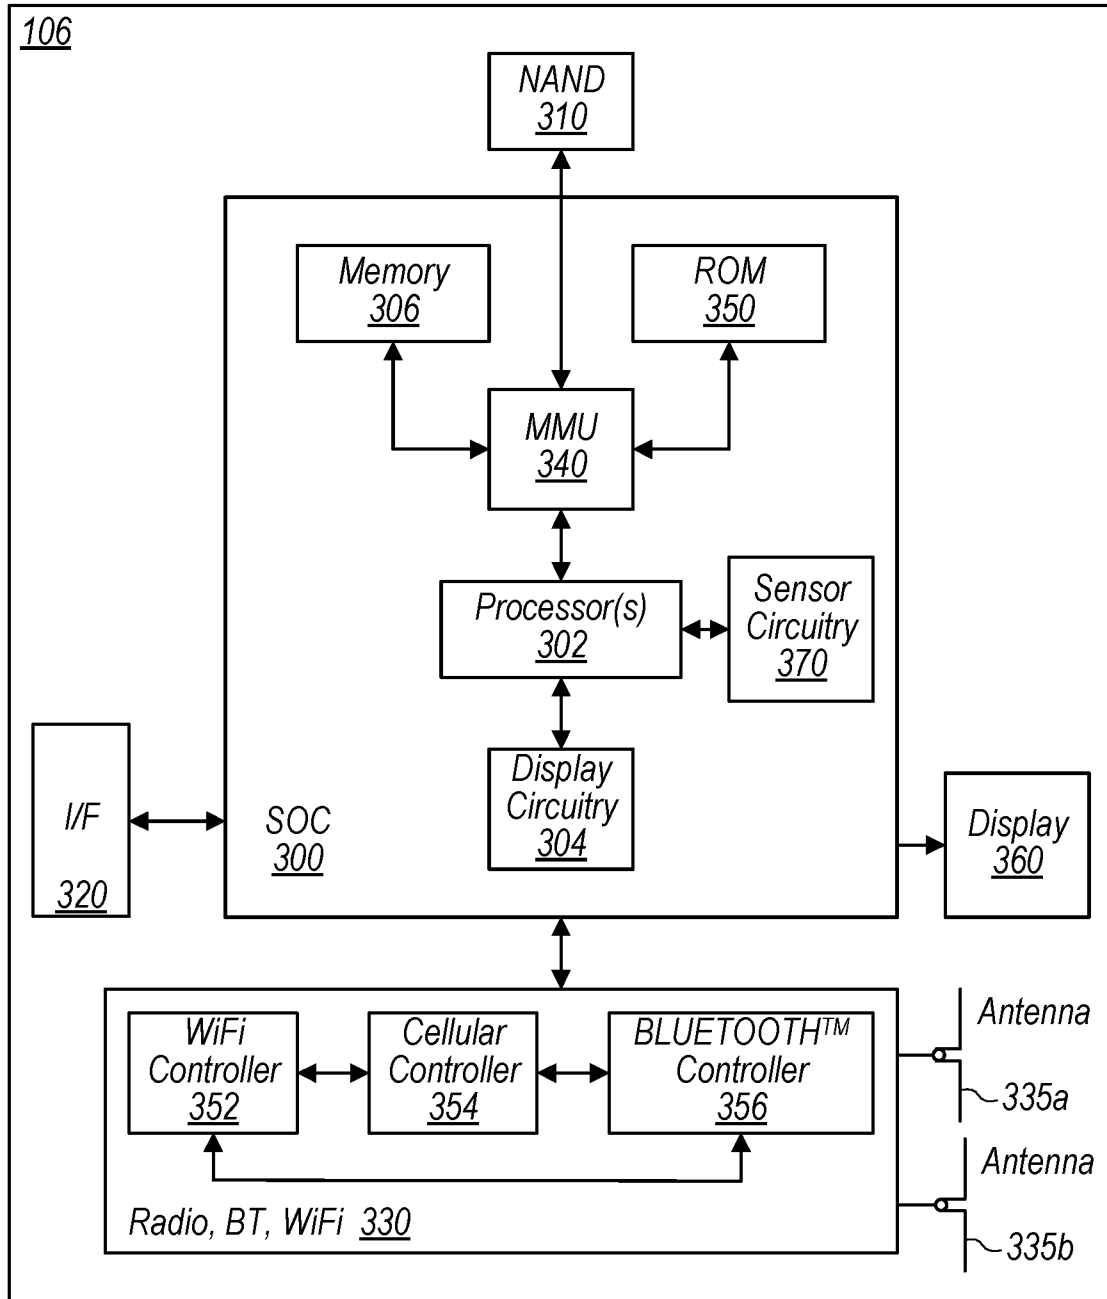 106
NAND
310
Memory
306
ROM
350
MMU
340
Processor(s)
302
Sensor
Circuitry
370
Display
Circuitry
304
SOC
300
I/F
320
Display
360
WiFi
Controller
352
Cellular
Controller
354
BLUETOOTH™
Controller
356
Radio, BT, WiFi 330
Antenna
335a
Antenna
335b